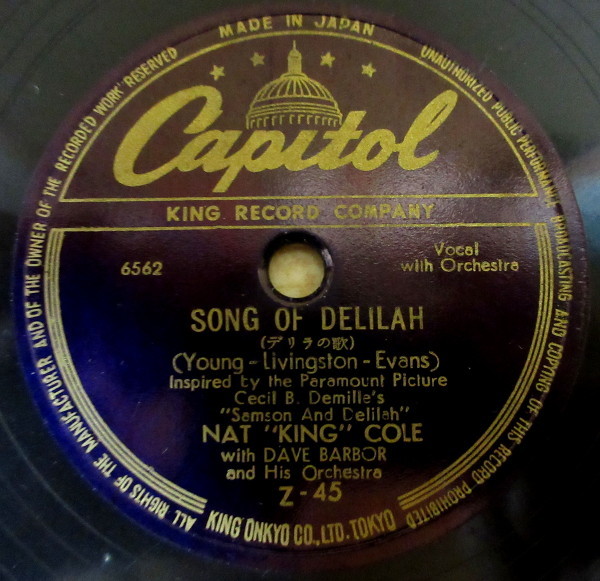 MADE IN JAPAN
ALL RIGHTS OF THE MANUFACTURER AND OF THE OWNER OF THE RECORDED WORK RESERVED
UNAUTHORIZED PUBLIC PERFORMANCE BROADCASTING AND COPYING OF THIS RECORD PROHIBITED
Capitol
KING RECORD COMPANY
6562
Vocal
with Orchestra
SONG OF DELILAH
(デリラの歌)
(Young - Livingston - Evans)
Inspired by the Paramount Picture
Cecil B. Demille's
"Samson And Delilah"
NAT "KING" COLE
with DAVE BARBOR
and His Orchestra
Z-45
KING ONKYO CO., LTD. TOKYO